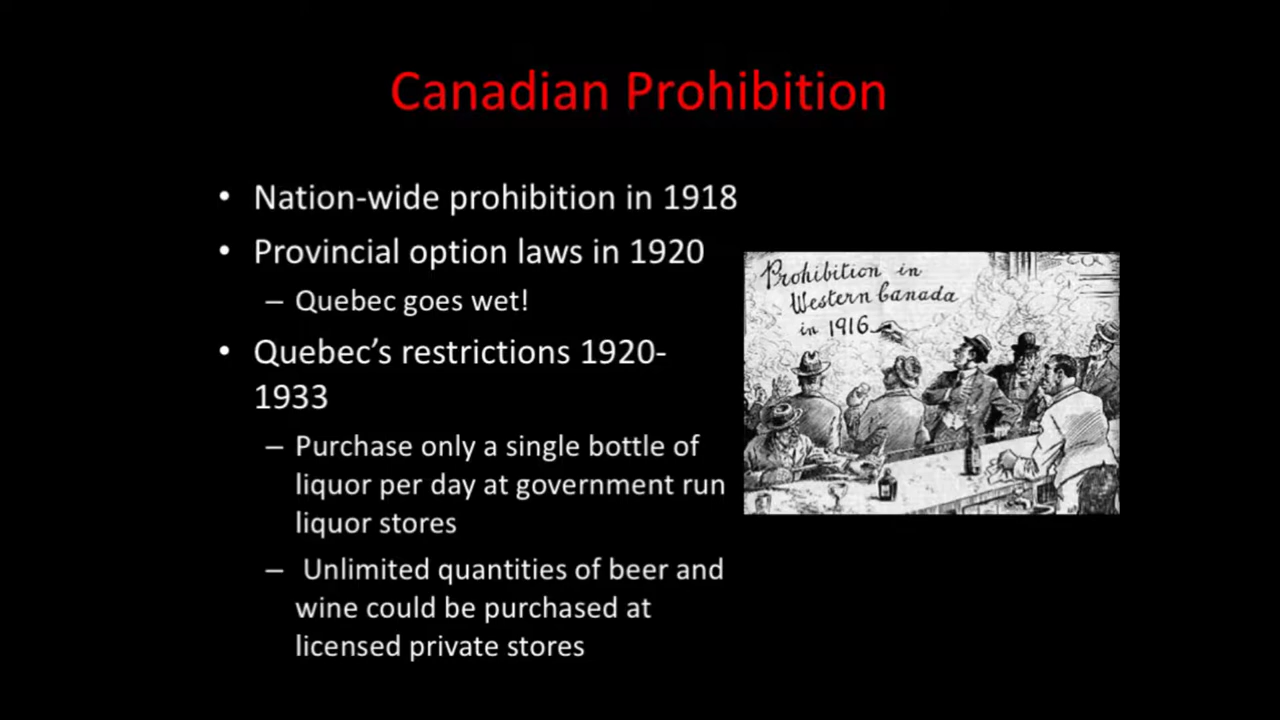 Canadian Prohibition
• Nation-wide prohibition in 1918
• Provincial option laws in 1920
– Quebec goes wet!
• Quebec’s restrictions 1920-
1933
– Purchase only a single bottle of
liquor per day at government run
liquor stores
– Unlimited quantities of beer and
wine could be purchased at
licensed private stores
Prohibition in
Western Canada
in 1916